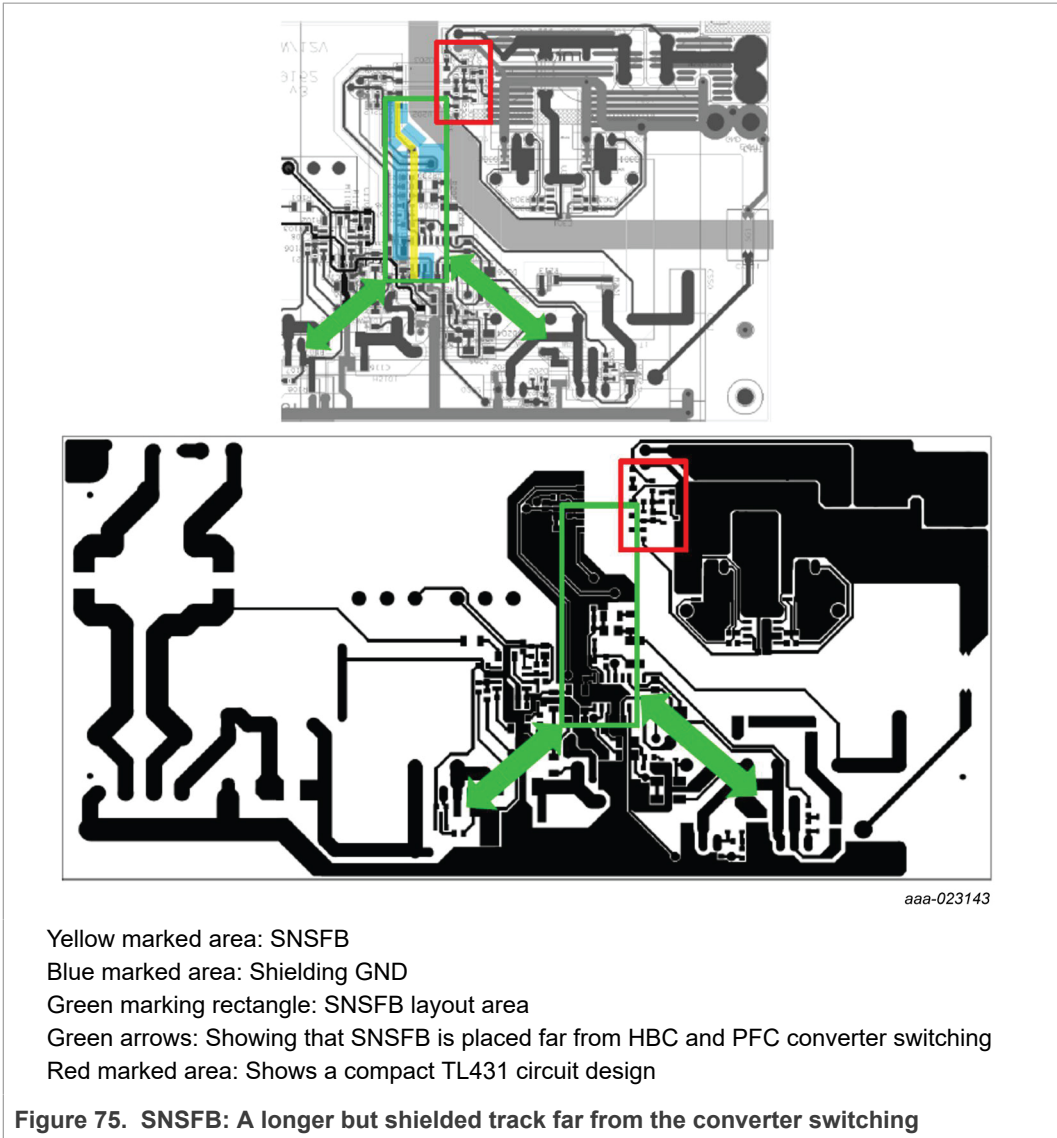 aaa-023143
Yellow marked area: SNSFB
Blue marked area: Shielding GND
Green marking rectangle: SNSFB layout area
Green arrows: Showing that SNSFB is placed far from HBC and PFC converter switching
Red marked area: Shows a compact TL431 circuit design
Figure 75. SNSFB: A longer but shielded track far from the converter switching